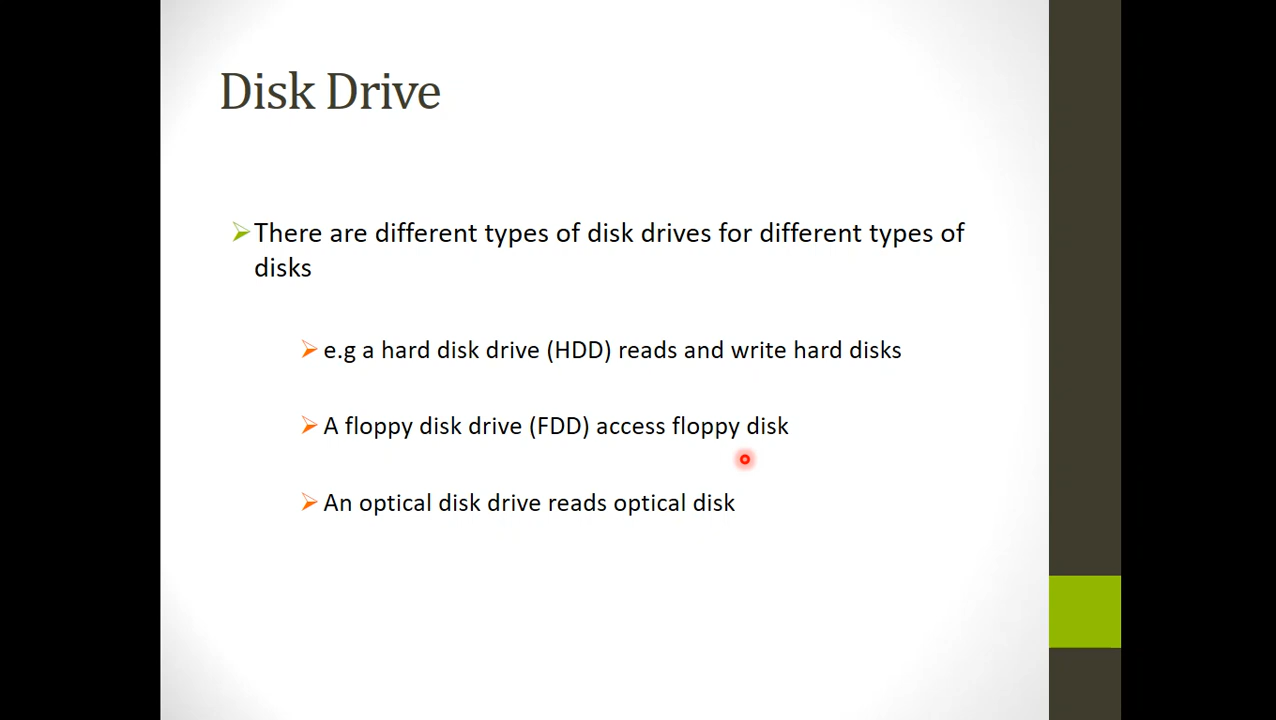 Disk Drive
There are different types of disk drives for different types of
disks
e.g a hard disk drive (HDD) reads and write hard disks
A floppy disk drive (FDD) access floppy disk
An optical disk drive reads optical disk